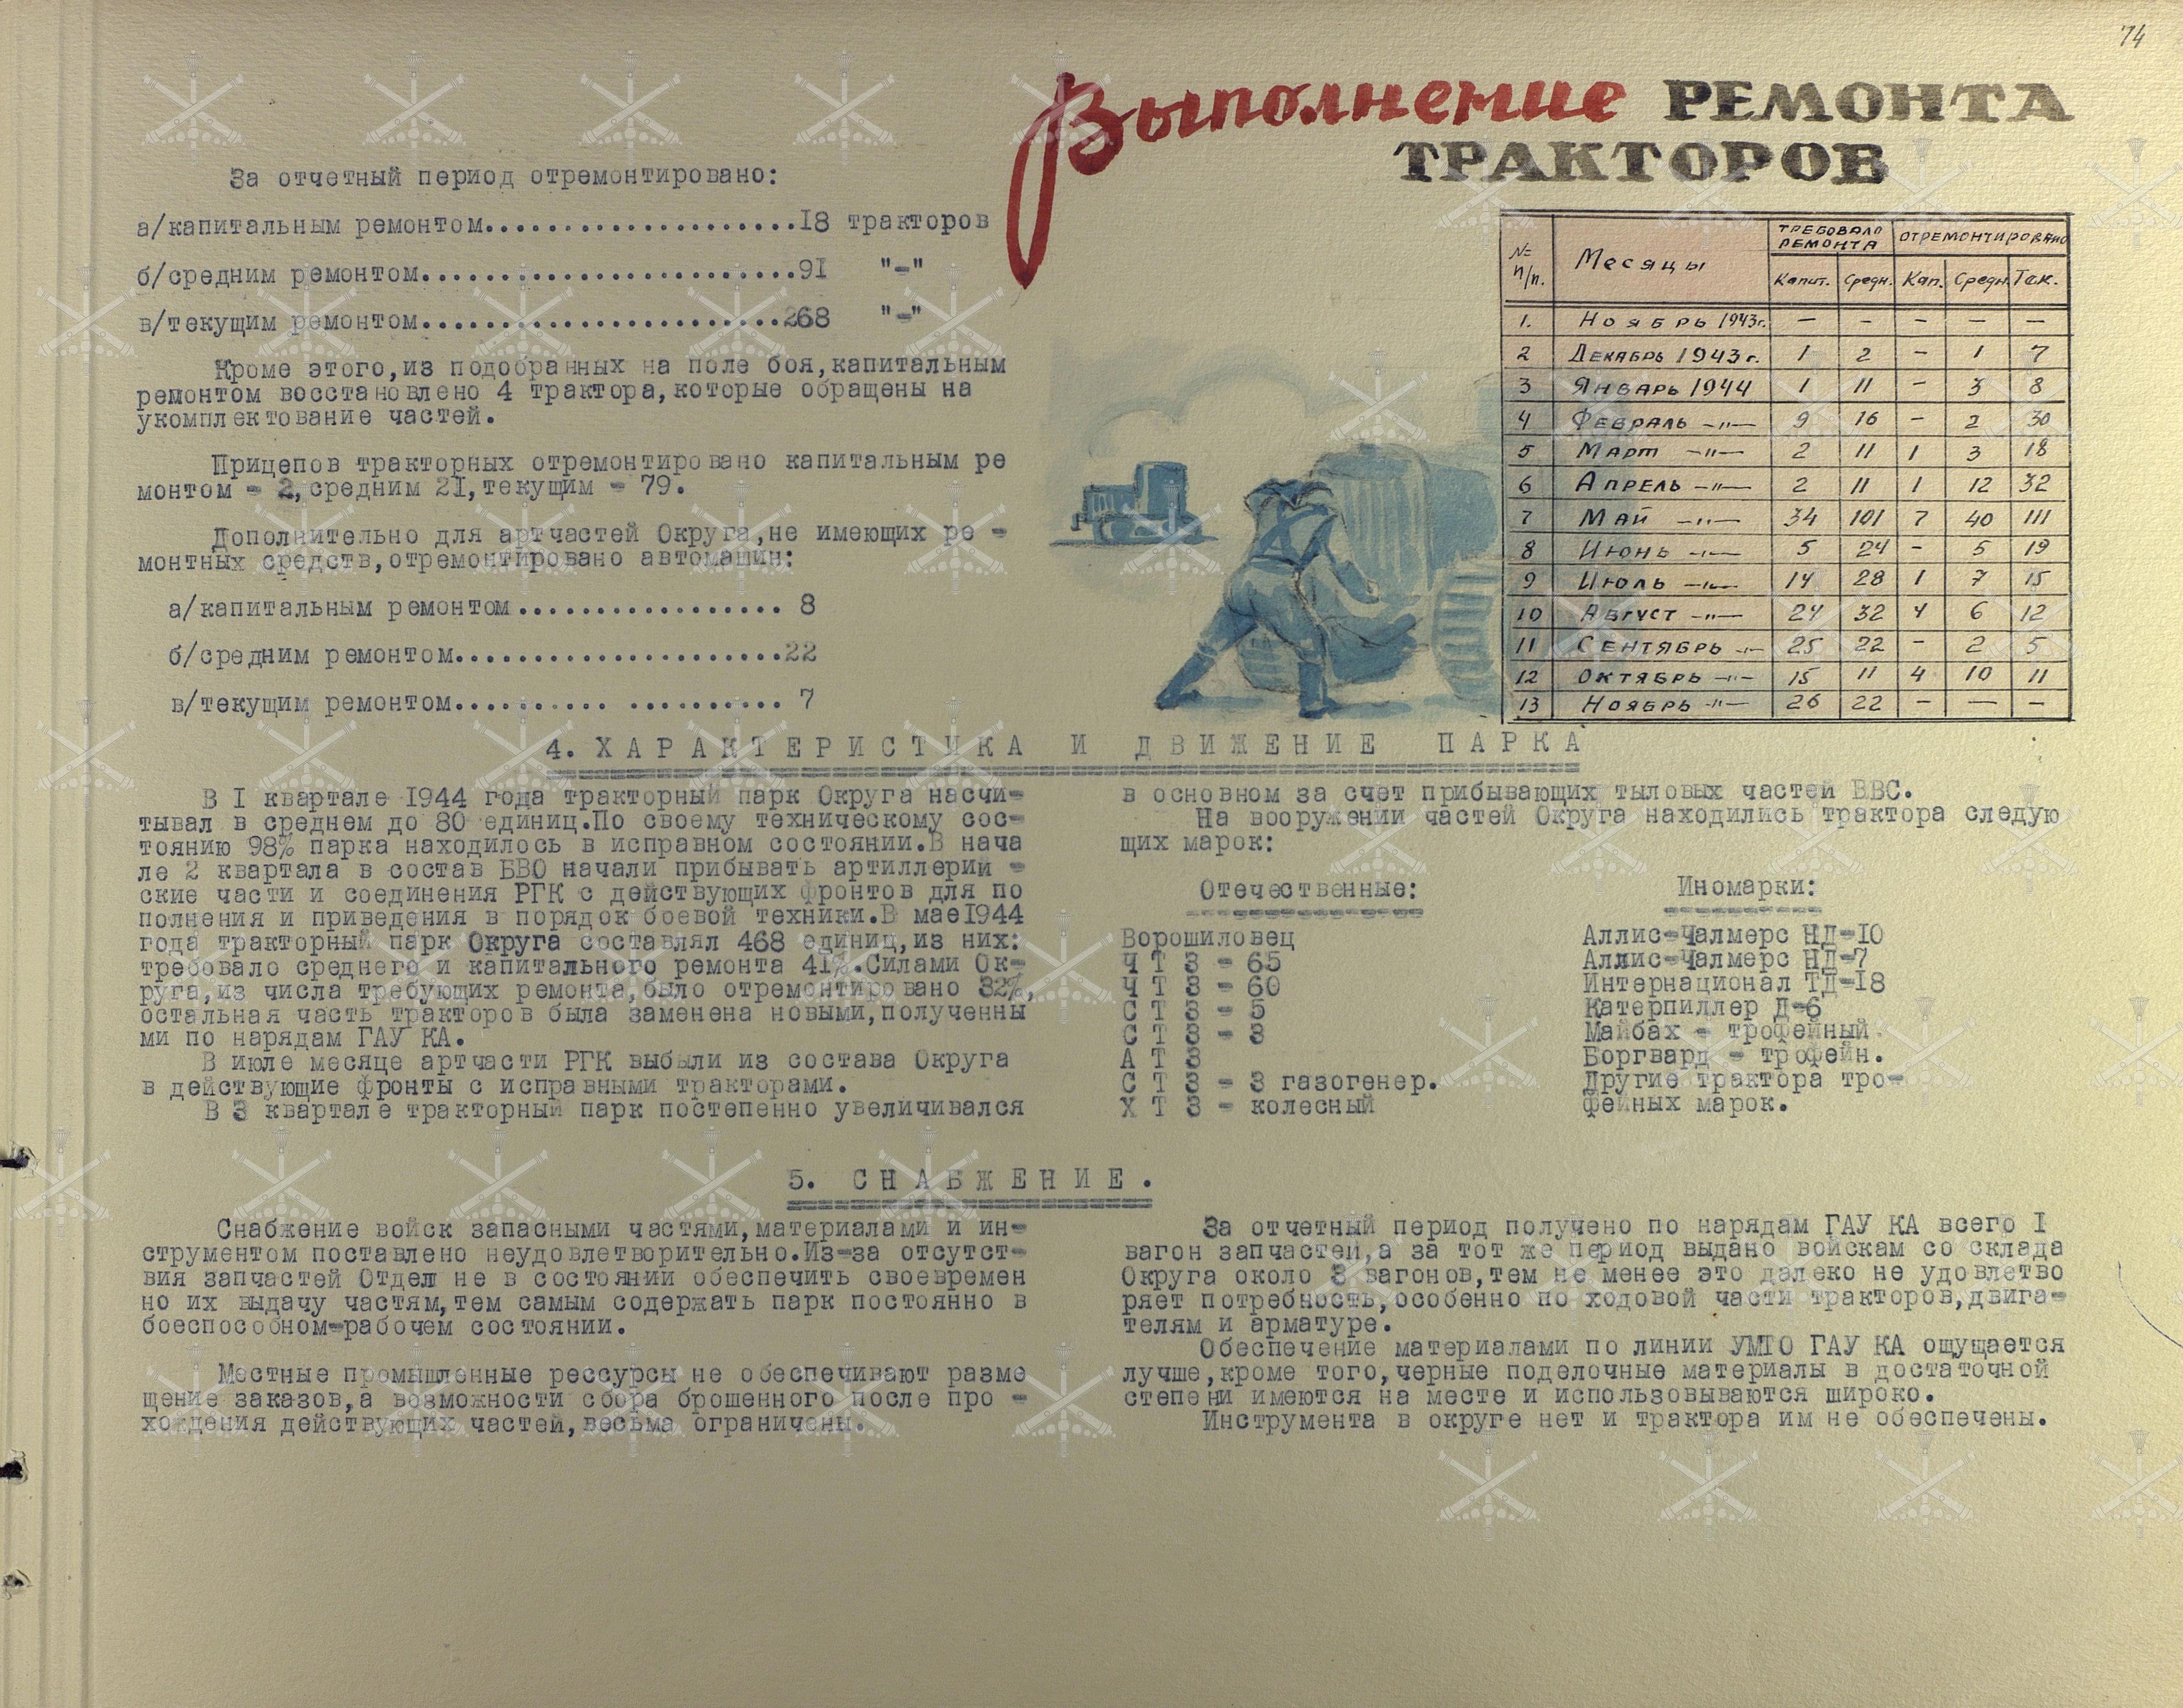 74
Выполнение РЕМОНТА
ТРАКТОРОВ
За отчетный период отремонтировано:
а/капитальным ремонтом....................18 тракторов
б/средним ремонтом........................91 "-"
в/текущим ремонтом.......................268 "-"
Кроме этого,из подобранных на поле боя,капитальным
ремонтом восстановлено 4 трактора,которые обращены на
укомплектование частей.
Прицепов тракторных отремонтировано капитальным ре
монтом - 2,средним 21,текущим - 79.
Дополнительно для артчастей Округа,не имеющих ре -
монтных средств,отремонтировано автомашин:
а/капитальным ремонтом................. 8
б/средним ремонтом.....................22
в/текущим ремонтом.......... .......... 7
№ п/п. Месяцы ТРЕБОВАЛО РЕМОНТА ОТРЕМОНТИРОВАНО
Капит. Средн. Кап. Средн. Тек.
1. Ноябрь 1943г. — — — — —
2 Декабрь 1943г. 1 2 - 1 7
3 Январь 1944 1 11 - 3 8
4 Февраль -"- 9 16 - 2 30
5 Март -"- 2 11 1 3 18
6 Апрель -"- 2 11 1 12 32
7 Май -"- 34 101 7 40 111
8 Июнь -"- 5 24 - 5 19
9 Июль -"- 14 28 1 7 15
10 Август -"- 24 32 4 6 12
11 Сентябрь -"- 25 22 - 2 5
12 Октябрь -"- 15 11 4 10 11
13 Ноябрь -"- 26 22 - — -
4. ХАРАКТЕРИСТИКА И ДВИЖЕНИЕ ПАРКА
В I квартале 1944 года тракторный парк Округа насчи-
тывал в среднем до 80 единиц.По своему техническому сос-
тоянию 98% парка находилось в исправном состоянии.В нача
ле 2 квартала в состав БВО начали прибывать артиллерий -
ские части и соединения РГК с действующих фронтов для по
полнения и приведения в порядок боевой техники.В мае1944
года тракторный парк Округа составлял 468 единиц,из них:
требовало среднего и капитального ремонта 41%.Силами Ок-
руга,из числа требующих ремонта,было отремонтировано 32%,
остальная часть тракторов была заменена новыми,полученны
ми по нарядам ГАУ КА.
В июле месяце артчасти РГК выбыли из состава Округа
в действующие фронты с исправными тракторами.
В 3 квартале тракторный парк постепенно увеличивался
в основном за счет прибывающих тыловых частей ВВС.
На вооружении частей Округа находились трактора следую
щих марок:
Отечественные:
Ворошиловец
Ч Т З - 65
Ч Т З - 60
С Т З - 5
С Т З - 3
А Т З
С Т З - 3 газогенер.
Х Т З - колесный
Иномарки:
Аллис-Чалмерс НД-10
Аллис-Чалмерс НД-7
Интернационал ТД-18
Катерпиллер Д-6
Майбах - трофейный
Боргвард - трофейн.
Другие трактора тро-
фейных марок.
5. СНАБЖЕНИЕ.
Снабжение войск запасными частями,материалами и ин-
струментом поставлено неудовлетворительно.Из-за отсутст-
вия запчастей Отдел не в состоянии обеспечить своевремен
но их выдачу частям,тем самым содержать парк постоянно в
боеспособном-рабочем состоянии.
Местные промышленные рессурсы не обеспечивают разме
щение заказов,а возможности сбора брошенного после про -
хождения действующих частей,весьма ограничены.
За отчетный период получено по нарядам ГАУ КА всего I
вагон запчастей,а за тот же период выдано войскам со склада
Округа около 3 вагонов,тем не менее это далеко не удовлетво
ряет потребность,особенно по ходовой части тракторов,двига-
телям и арматуре.
Обеспечение материалами по линии УМТО ГАУ КА ощущается
лучше,кроме того,черные поделочные материалы в достаточной
степени имеются на месте и использовываются широко.
Инструмента в округе нет и трактора им не обеспечены.